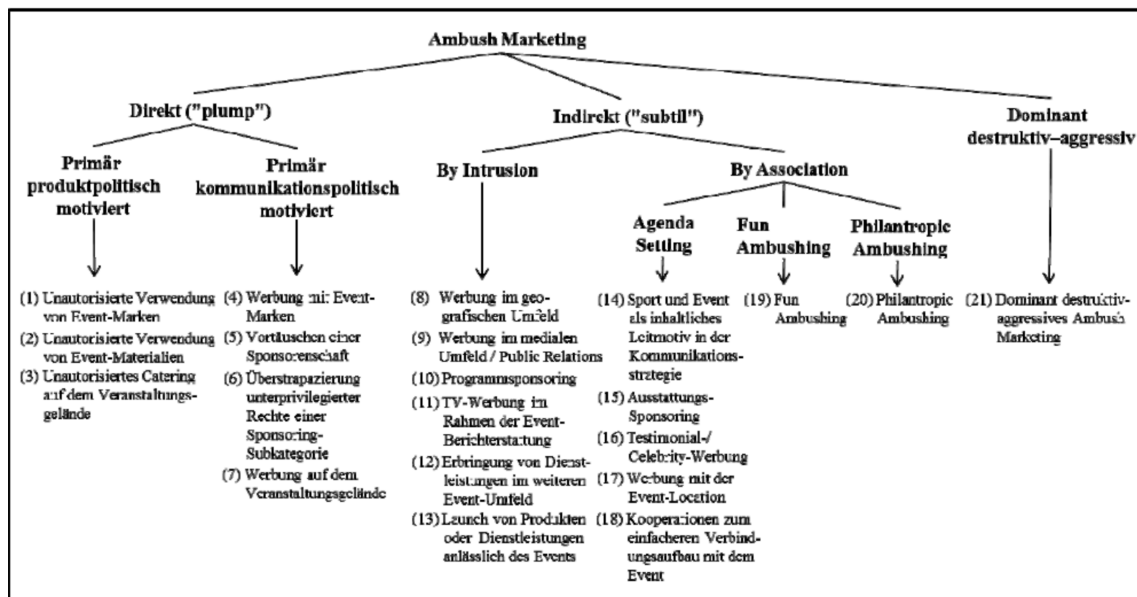 Ambush Marketing
Direkt ("plump")
Indirekt ("subtil")
Dominant
destruktiv–aggressiv
Primär
produktpolitisch
motiviert
Primär
kommunikationspolitisch
motiviert
By Intrusion
By Association
Agenda
Setting
Fun
Ambushing
Philantropic
Ambushing
(1) Unautorisierte Verwendung
von Event-Marken
(2) Unautorisierte Verwendung
von Event-Materialien
(3) Unautorisiertes Catering
auf dem Veranstaltungs-
gelände
(4) Werbung mit Event-
Marken
(5) Vortäuschen einer
Sponsorenschaft
(6) Überstrapazierung
unterprivilegierter
Rechte einer
Sponsoring-
Subkategorie
(7) Werbung auf dem
Veranstaltungsgelände
(8) Werbung im geo-
grafischen Umfeld
(9) Werbung im medialen
Umfeld / Public Relations
(10) Programmsponsoring
(11) TV-Werbung im
Rahmen der Event-
Berichterstattung
(12) Erbringung von Dienst-
leistungen im weiteren
Event-Umfeld
(13) Launch von Produkten
oder Dienstleistungen
anlässlich des Events
(14) Sport und Event
als inhaltliches
Leitmotiv in der
Kommunikations-
strategie
(15) Ausstattungs-
Sponsoring
(16) Testimonial-/
Celebrity-Werbung
(17) Werbung mit der
Event-Location
(18) Kooperationen zum
einfacheren Verbind-
ungsaufbau mit dem
Event
(19) Fun
Ambushing
(20) Philantropic
Ambushing
(21) Dominant destruktiv-
aggressives Ambush
Marketing